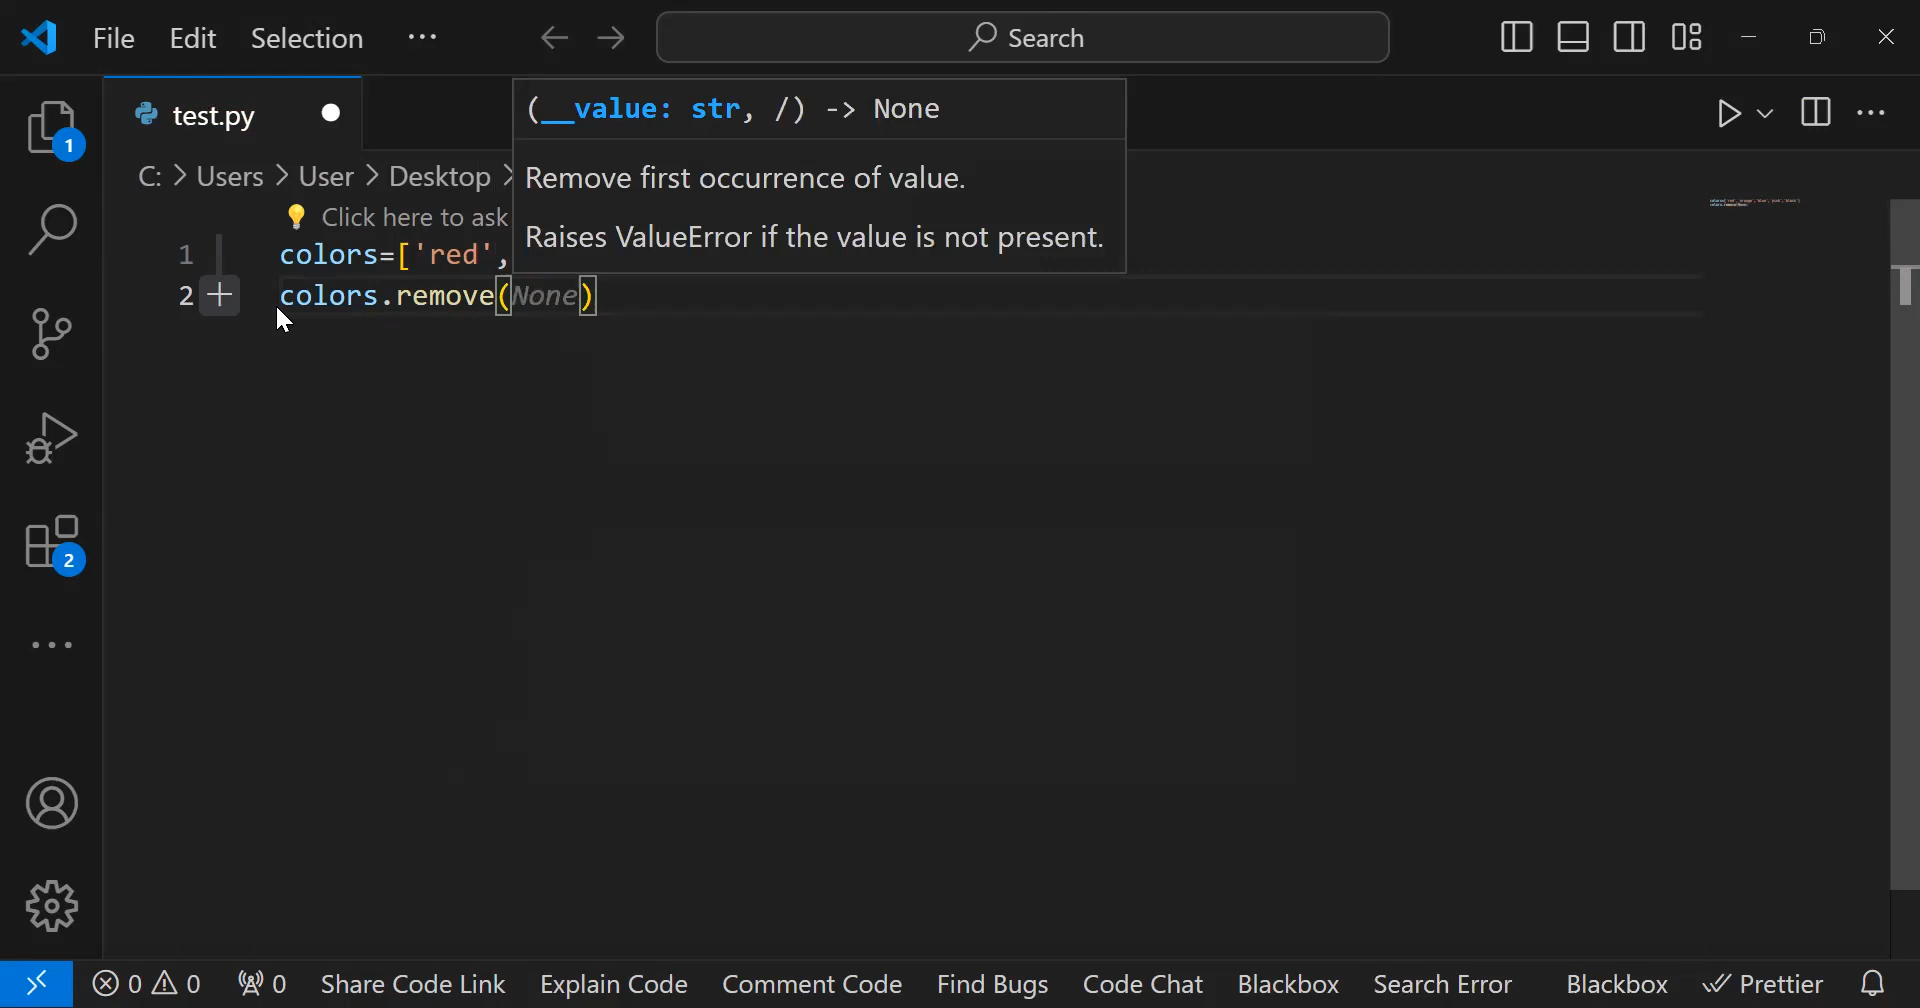 File Edit Selection ··· Search
test.py
(__value: str, /) -> None
C: > Users > User > Desktop >
Remove first occurrence of value.
Click here to ask
Raises ValueError if the value is not present.
1 colors=['red',
2 colors.remove(None)
1
2
0 0 0 Share Code Link Explain Code Comment Code Find Bugs Code Chat Blackbox Search Error Blackbox Prettier